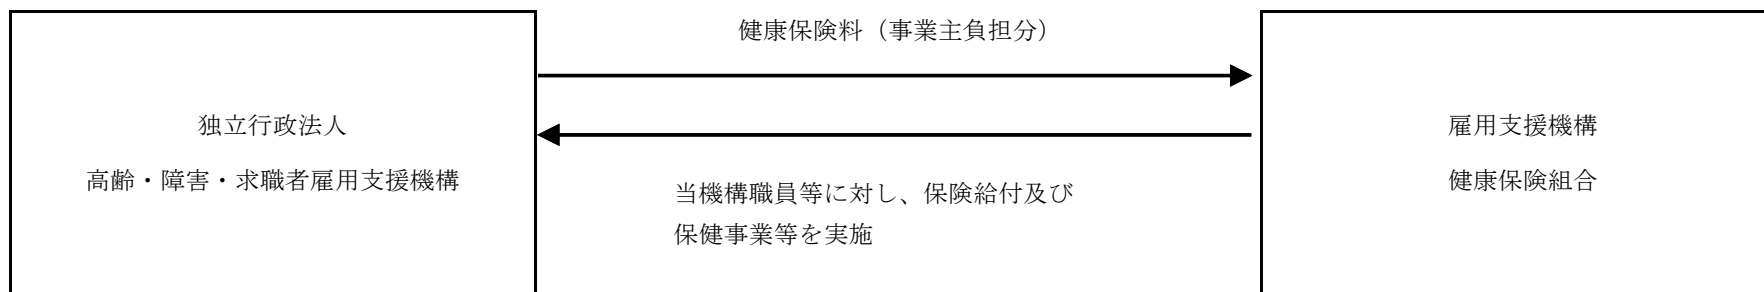 健康保険料（事業主負担分）
独立行政法人
高齢・障害・求職者雇用支援機構
当機構職員等に対し、保険給付及び
保健事業等を実施
雇用支援機構
健康保険組合